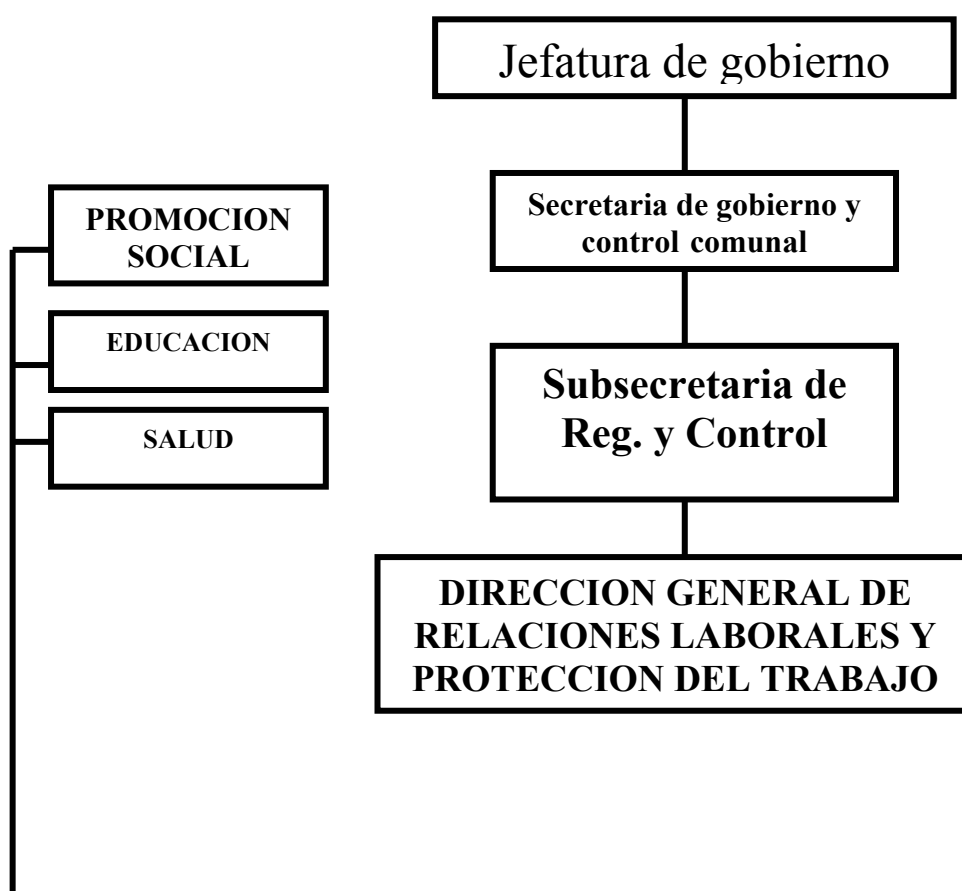 Jefatura de gobierno
Secretaria de gobierno y
control comunal
PROMOCION
SOCIAL
EDUCACION
SALUD
Subsecretaria de
Reg. y Control
DIRECCION GENERAL DE
RELACIONES LABORALES Y
PROTECCION DEL TRABAJO